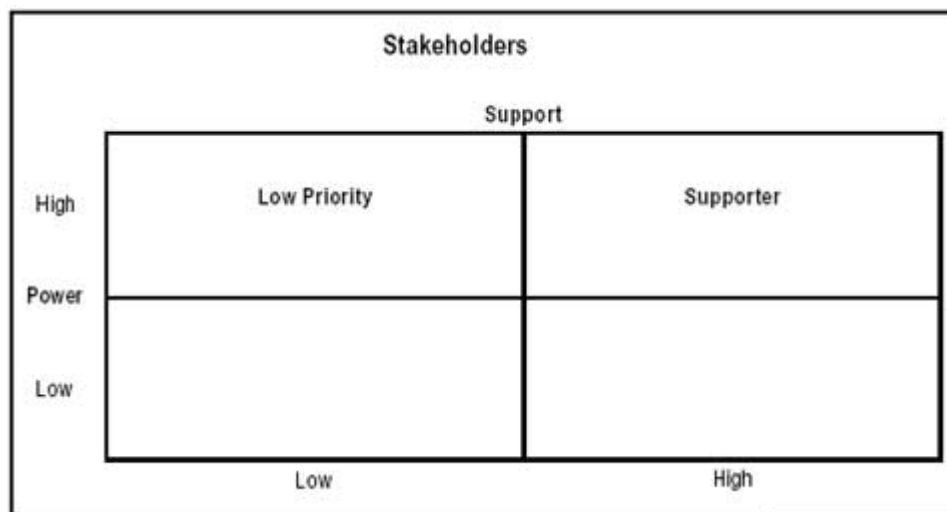 Stakeholders
Support
High
Low Priority
Supporter
Power
Low
Low
High